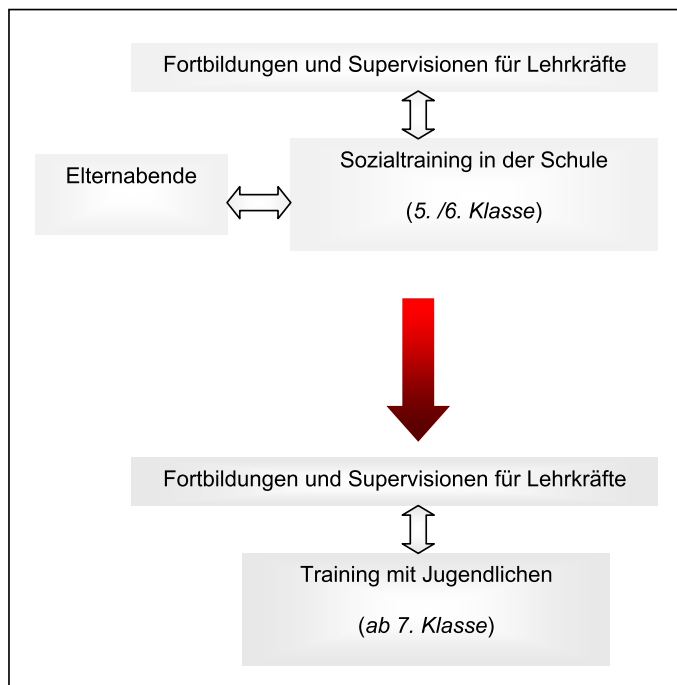 Fortbildungen und Supervisionen für Lehrkräfte
Elternabende
Sozialtraining in der Schule
(5. /6. Klasse)
Fortbildungen und Supervisionen für Lehrkräfte
Training mit Jugendlichen
(ab 7. Klasse)